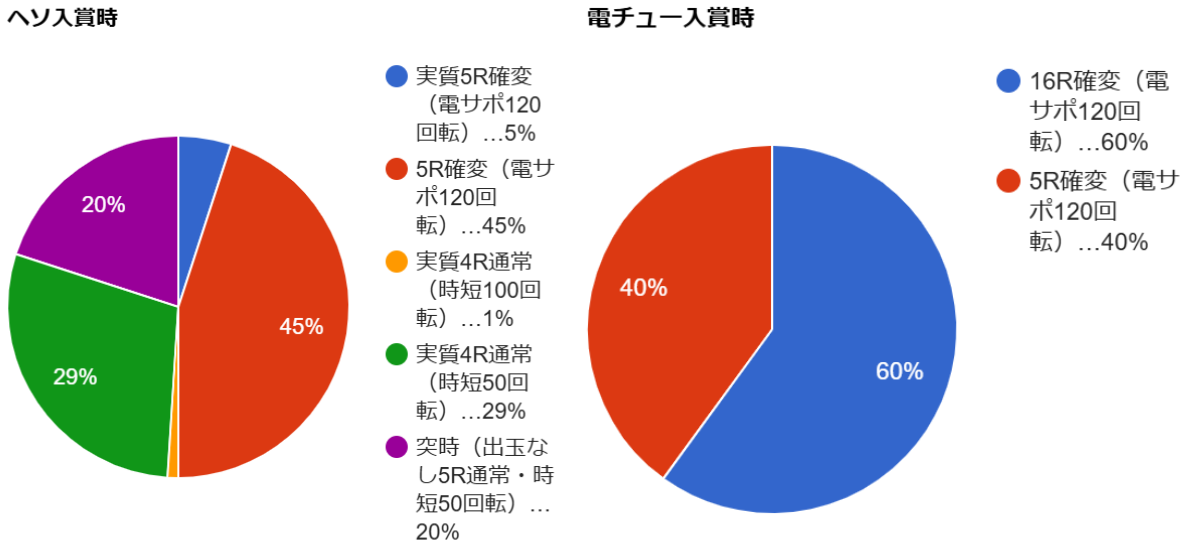 ヘソ入賞時
実質5R確変
（電サポ120
回転）…5%
5R確変（電サ
ポ120回
転）…45%
実質4R通常
（時短100回
転）…1%
実質4R通常
（時短50回
転）…29%
突時（出玉な
し5R通常・時
短50回転）…
20%
20%
45%
29%
電チュー入賞時
16R確変（電
サポ120回
転）…60%
5R確変（電サ
ポ120回
転）…40%
40%
60%